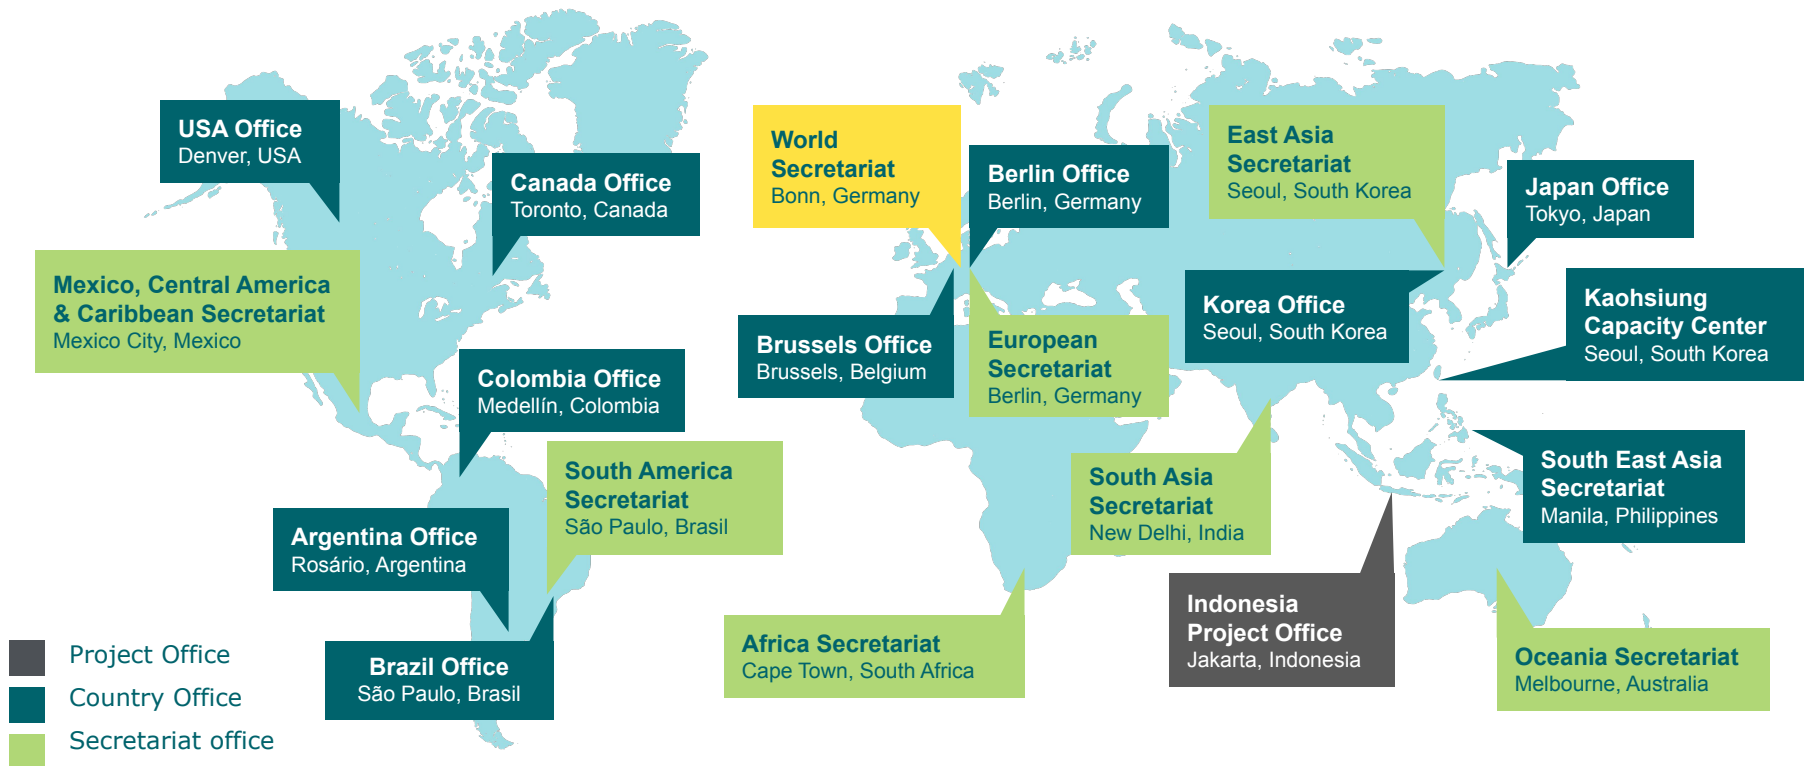 USA Office
Denver, USA
Canada Office
Toronto, Canada
World
Secretariat
Bonn, Germany
Berlin Office
Berlin, Germany
East Asia
Secretariat
Seoul, South Korea
Japan Office
Tokyo, Japan
Mexico, Central America
& Caribbean Secretariat
Mexico City, Mexico
Brussels Office
Brussels, Belgium
European
Secretariat
Berlin, Germany
Korea Office
Seoul, South Korea
Kaohsiung
Capacity Center
Seoul, South Korea
Colombia Office
Medellín, Colombia
South America
Secretariat
São Paulo, Brasil
South Asia
Secretariat
New Delhi, India
South East Asia
Secretariat
Manila, Philippines
Argentina Office
Rosário, Argentina
Brazil Office
São Paulo, Brasil
Africa Secretariat
Cape Town, South Africa
Indonesia
Project Office
Jakarta, Indonesia
Oceania Secretariat
Melbourne, Australia
Project Office
Country Office
Secretariat office